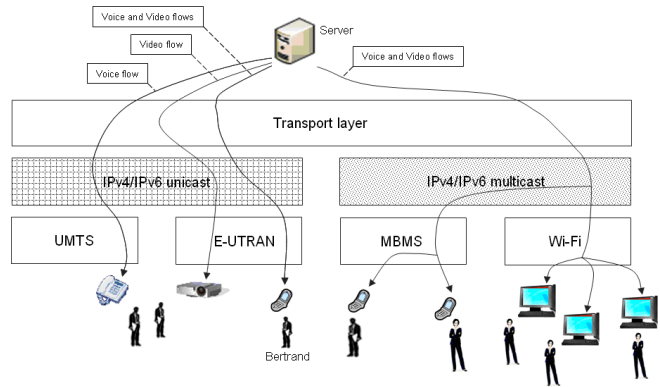 Voice and Video flows
Server
Video flow
Voice and Video flows
Voice flow
Transport layer
IPv4/IPv6 unicast
IPv4/IPv6 multicast
UMTS
E-UTRAN
MBMS
Wi-Fi
Bertrand